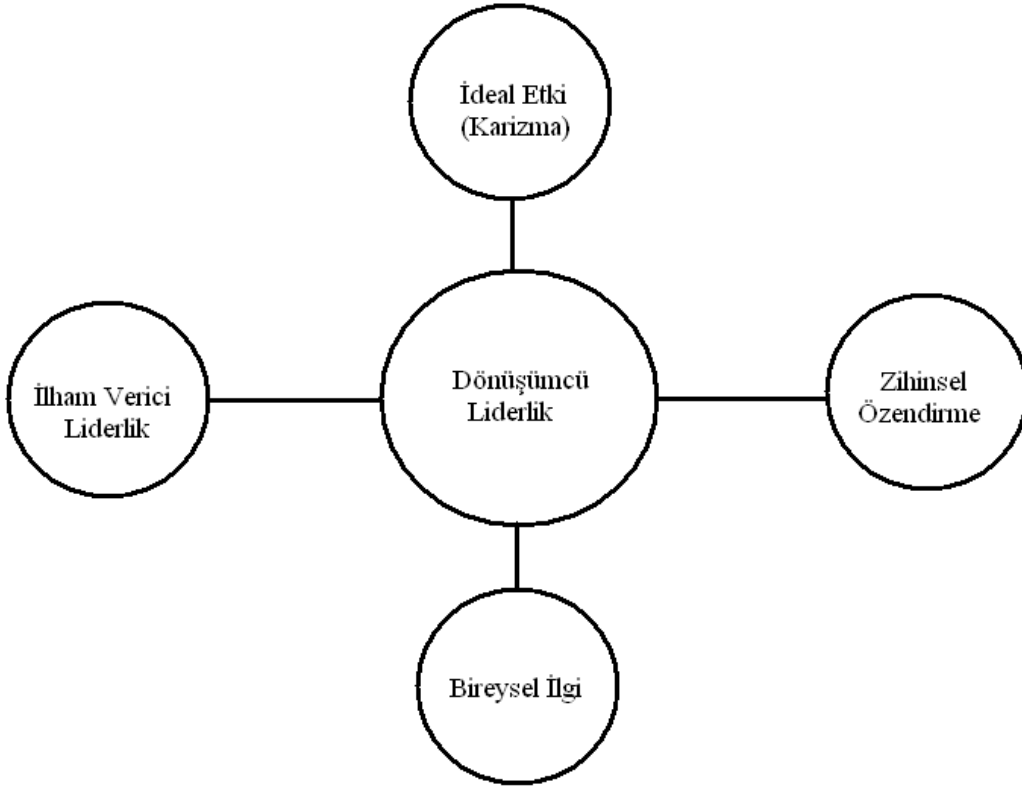 İdeal Etki
(Karizma)
İlham Verici
Liderlik
Dönüşümcü
Liderlik
Zihinsel
Özendirme
Bireysel İlgi